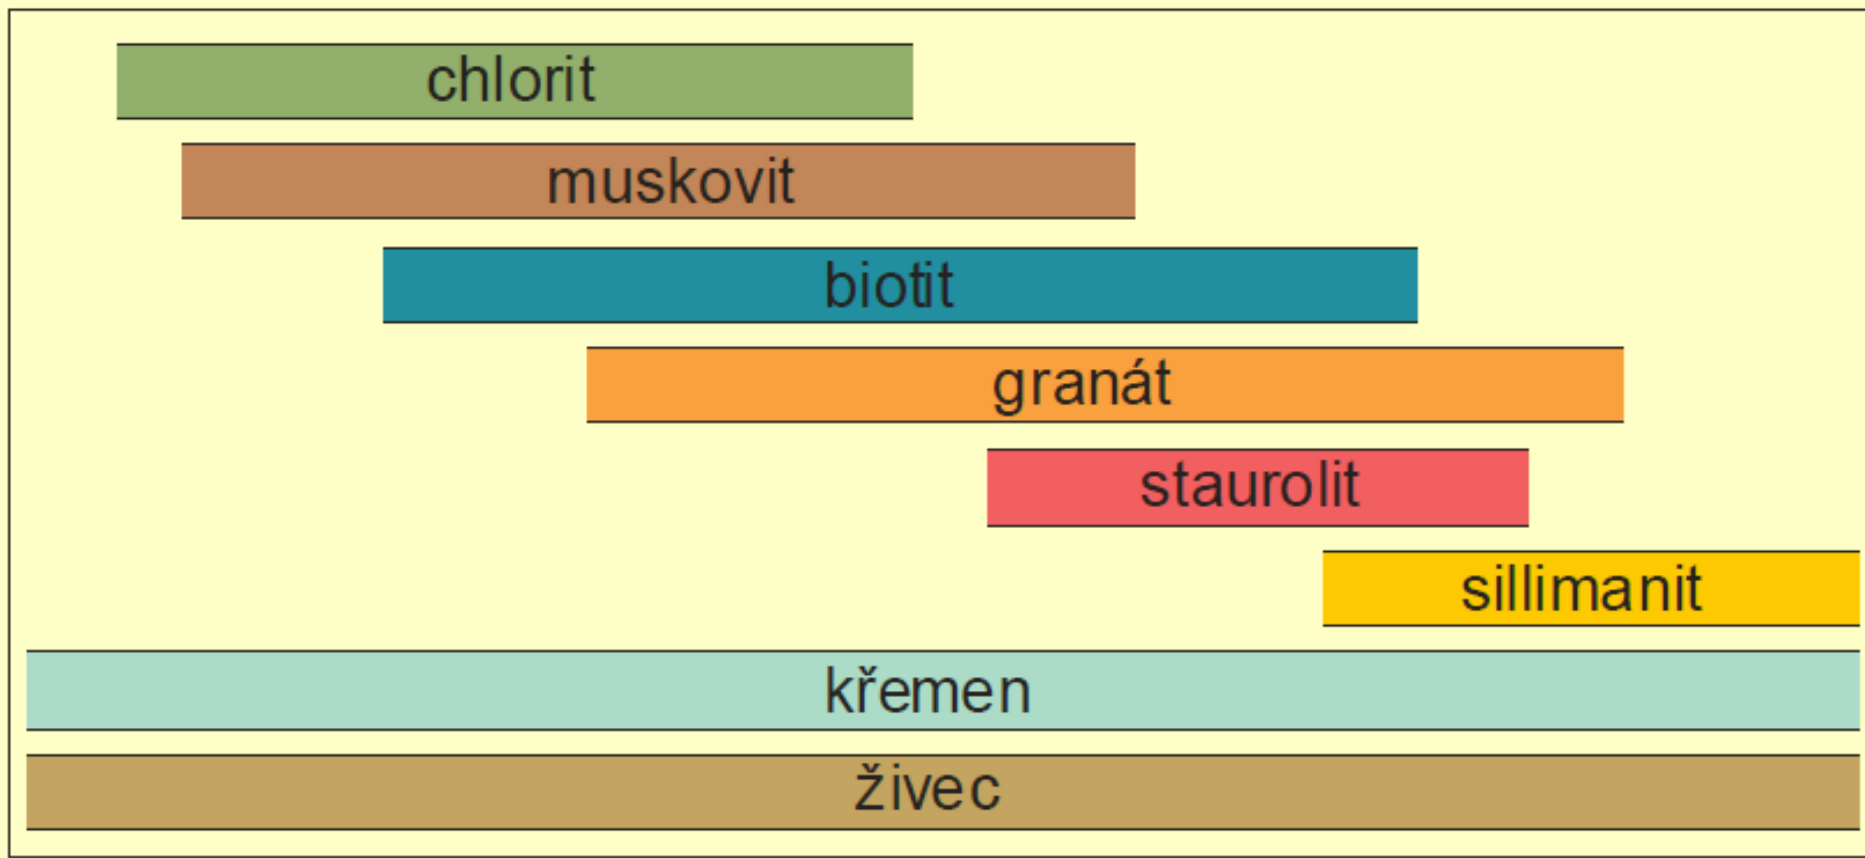 chlorit
muskovit
biotit
granát
staurolit
sillimanit
křemen
živec